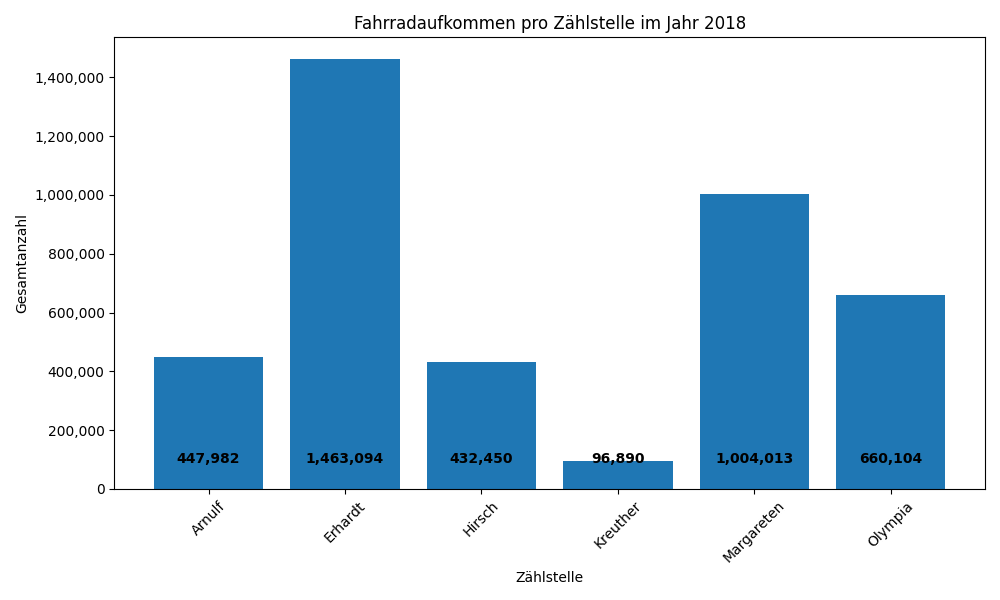 Fahrradaufkommen pro Zählstelle im Jahr 2018
Gesamtanzahl
1,400,000
1,200,000
1,000,000
800,000
600,000
400,000
200,000
0
447,982
1,463,094
432,450
96,890
1,004,013
660,104
Arnulf
Erhardt
Hirsch
Kreuther
Margareten
Olympia
Zählstelle